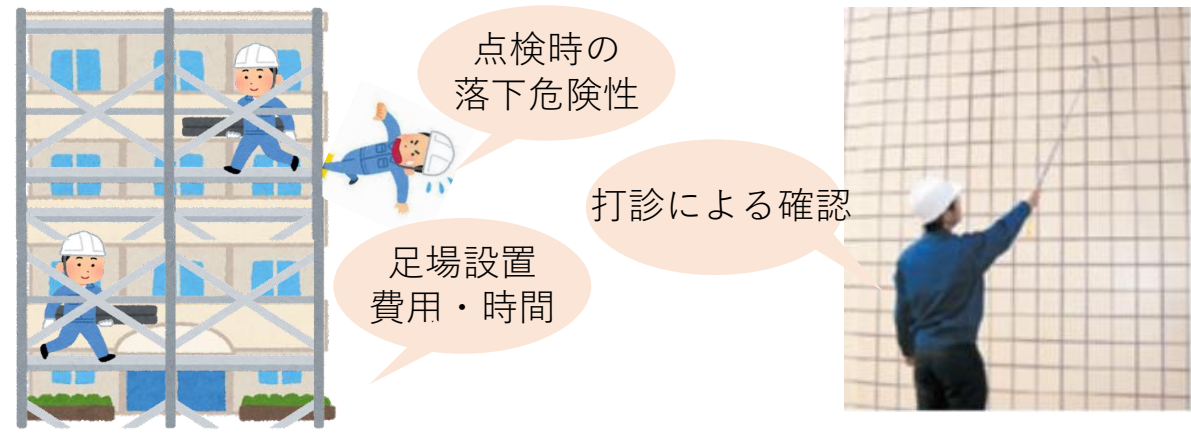 点検時の
落下危険性
打診による確認
足場設置
費用・時間